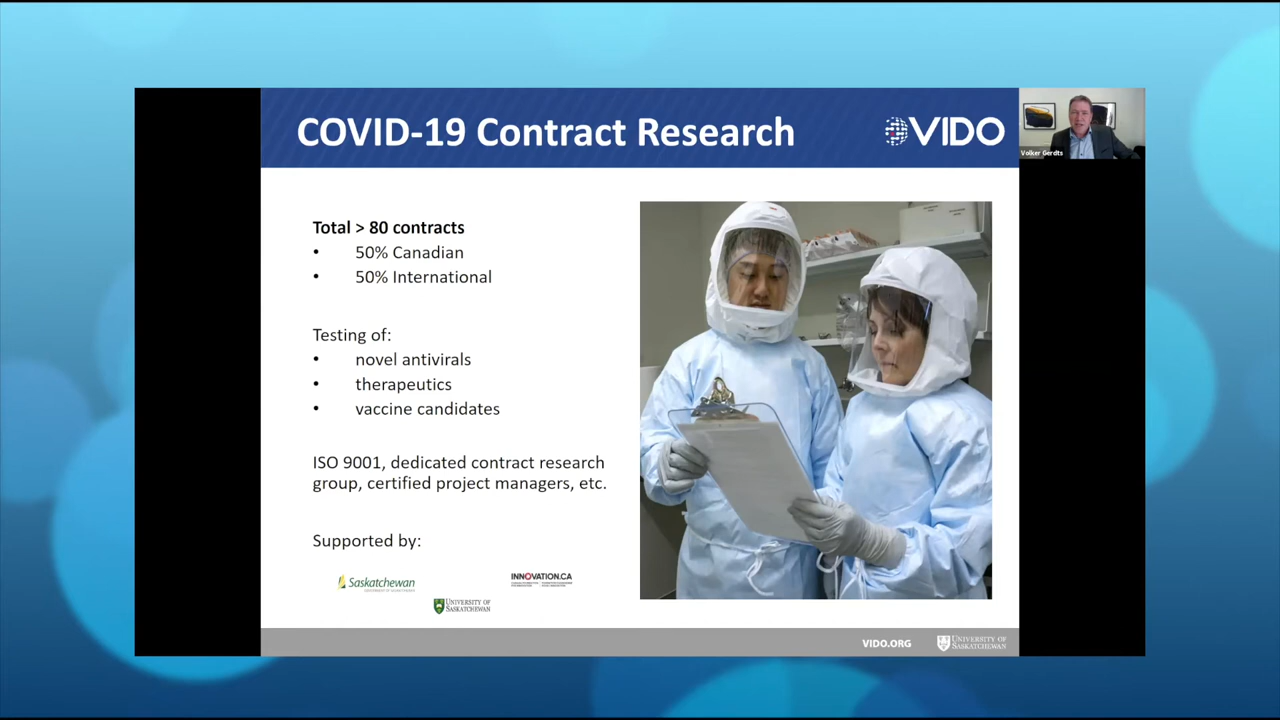 COVID-19 Contract Research
VIDO
Volker Gerdts
Total > 80 contracts
• 50% Canadian
• 50% International
Testing of:
• novel antivirals
• therapeutics
• vaccine candidates
ISO 9001, dedicated contract research
group, certified project managers, etc.
Supported by:
Saskatchewan
INNOVATION.CA
UNIVERSITY OF
SASKATCHEWAN
VIDO.ORG
UNIVERSITY OF
SASKATCHEWAN